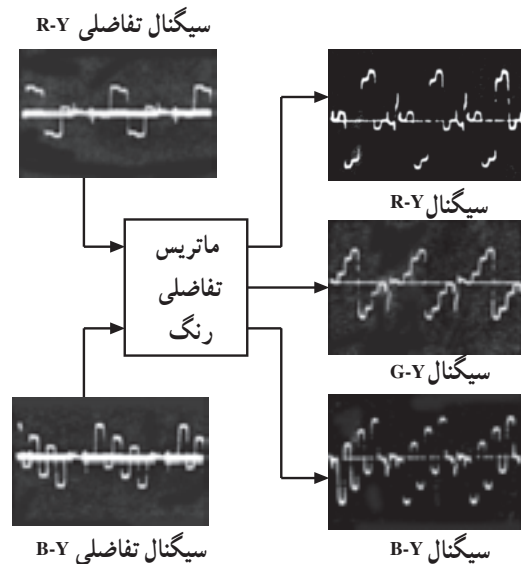 سیگنال تفاضلی R-Y
سیگنال R-Y
ماتریس
تفاضلی
رنگ
سیگنال G-Y
سیگنال تفاضلی B-Y
سیگنال B-Y